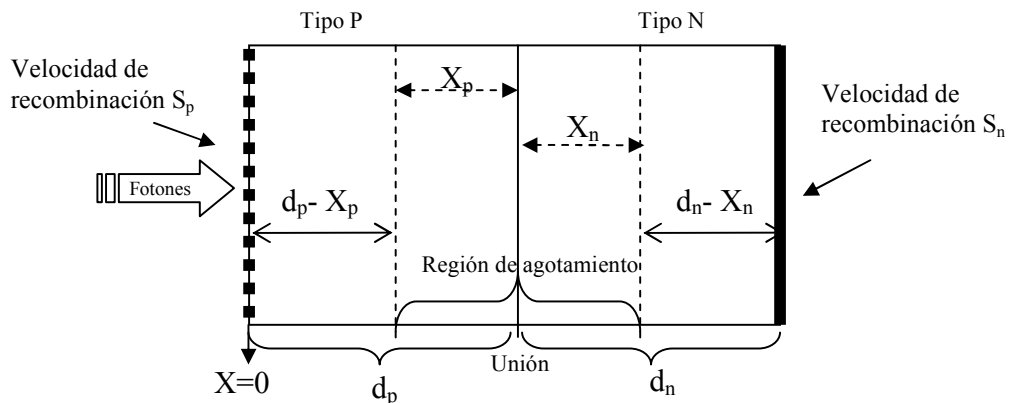 Tipo P
Tipo N
Velocidad de
recombinación Sp
Xp
Velocidad de
recombinación Sn
Xn
Fotones
dp- Xp
dn- Xn
Región de agotamiento
X=0
dp
Unión
dn